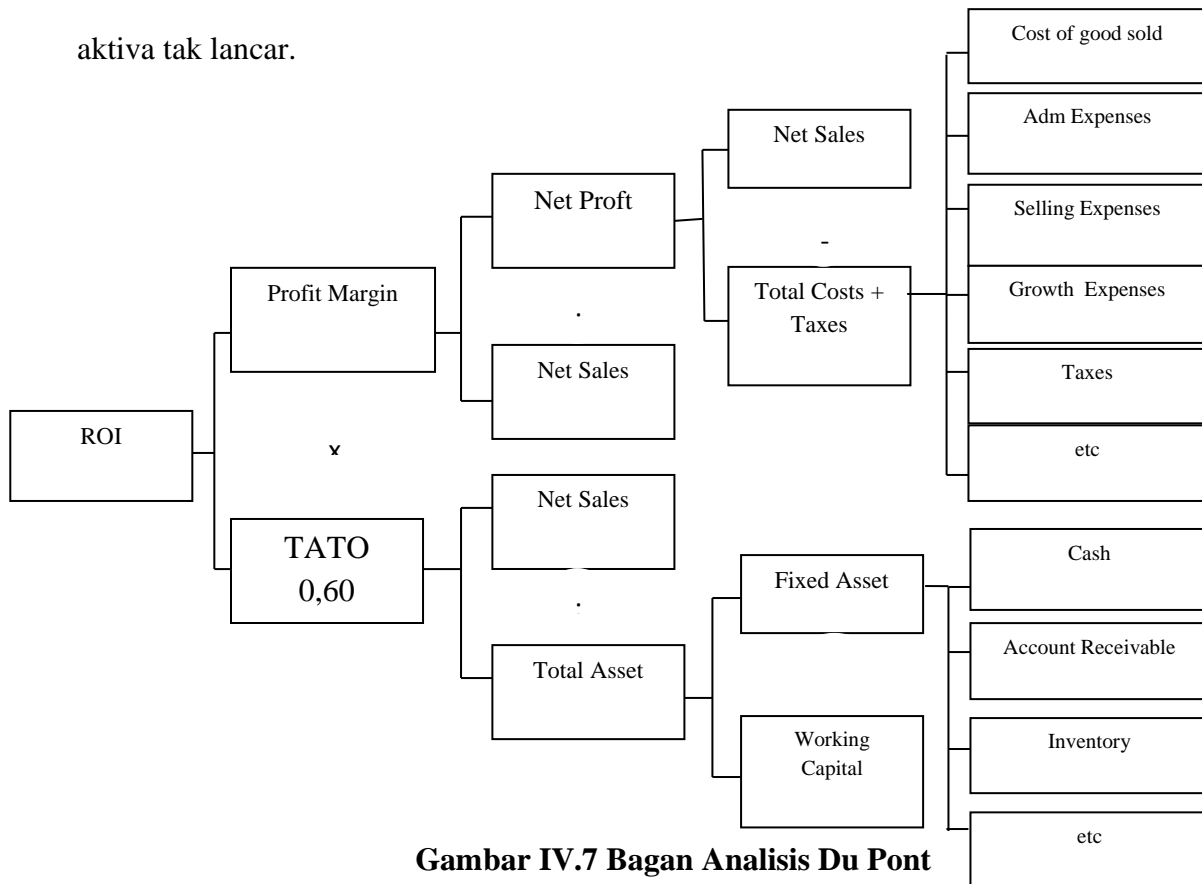 aktiva tak lancar.
Cost of good sold
Adm Expenses
Net Sales
Net Proft
Selling Expenses
-
Profit Margin
Total Costs +
Taxes
Growth Expenses
.
Net Sales
Taxes
ROI
x
etc
Net Sales
TATO
0,60
Cash
Fixed Asset
.
Account Receivable
Total Asset
Working
Capital
Inventory
etc
Gambar IV.7 Bagan Analisis Du Pont